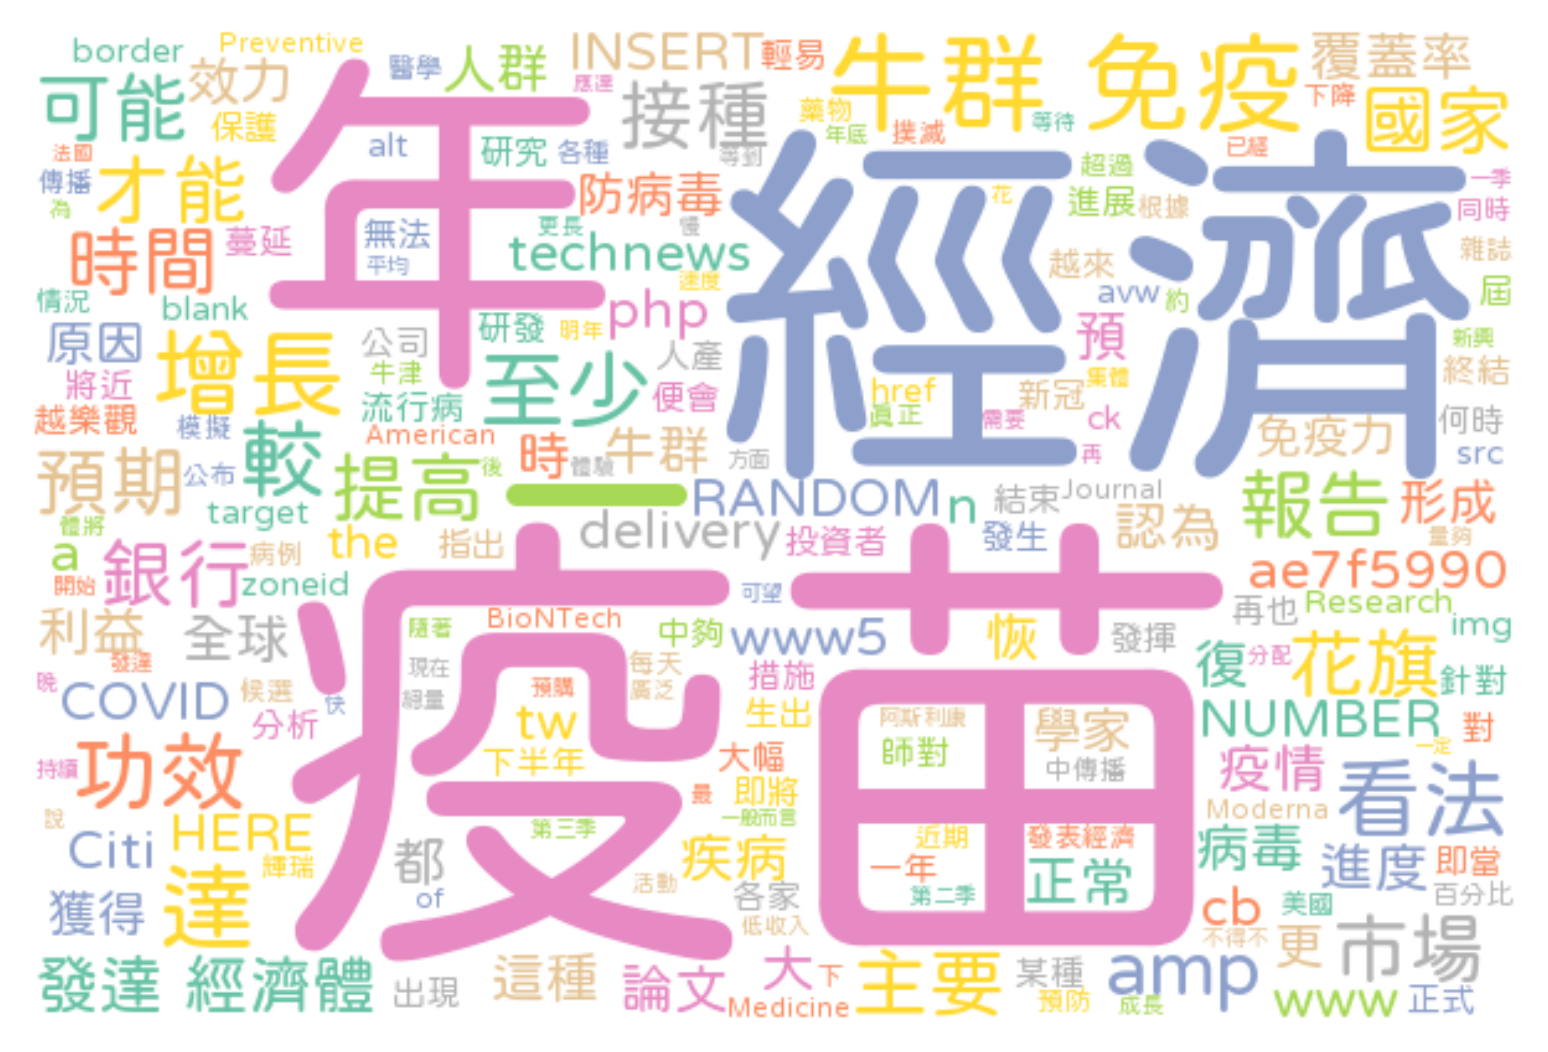 border
Preventive
醫學
人群
INSERT
輕易
牛群
免疫
覆蓋率
可能
效力
應達
接種
藥物
下降
國家
保護
alt
年
研究
各種
等到
年底
撲滅
等待
已經
法國
傳播
才能
防病毒
經濟
花
超過
進展
根據
一季
同時
為
時間
蔓延
無法
平均
更長
慢
technews
速度
越來
avw
約
雜誌
屆
情況
blank
php
原因
增長
公司
研發
明年
人產
預
新興
將近
牛津
至少
便會
href
新冠
集體
終結
越樂觀
模擬
流行病
真正
需要
ck
免疫力
何時
American
較
時
體驗
牛群
方面
再
src
預期
公布
提高
後
一
RANDOM
n
結束
Journal
報告
形成
target
體將
a
the
指出
delivery
投資者
發生
認為
量夠
銀行
病例
開始
zoneid
疫苗
可望
ae7f5990
利益
全球
BioNTech
隨著
中夠
www5
恢
發揮
再也
Research
img
發達
現在
每天
廣泛
措施
復
分配
花旗
針對
晚
COVID
候選
快
總量
預購
生出
阿斯利康
學家
NUMBER
對
分析
tw
師對
一定
持續
功效
下半年
大幅
中傳播
疫情
看法
最
即將
說
Citi
HERE
第三季
一般而言
近期
發表經濟
Moderna
病毒
輝瑞
都
疾病
一年
正常
進度
即當
獲得
達
of
活動
各家
第二季
cb
美國
百分比
低收入
不得不
更
市場
發達
經濟體
出現
這種
論文
大
下
主要
某種
amp
Medicine
預防
成長
www
正式